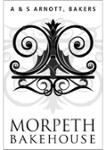 A & S ARNOTT, BAKERS
MORPETH
BAKEHOUSE